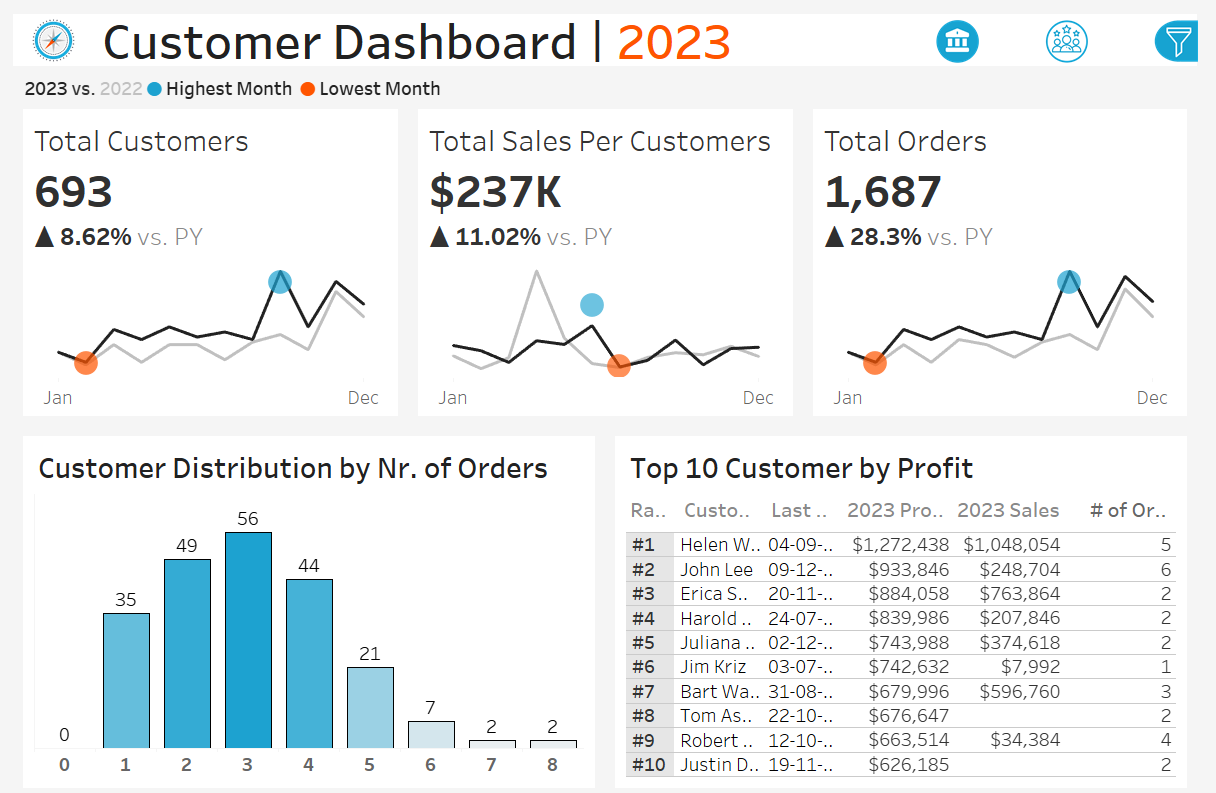 Customer Dashboard | 2023
2023 vs. 2022 Highest Month Lowest Month
Total Customers
693
▲ 8.62% vs. PY
Jan Dec
Total Sales Per Customers
$237K
▲ 11.02% vs. PY
Jan Dec
Total Orders
1,687
▲ 28.3% vs. PY
Jan Dec
Customer Distribution by Nr. of Orders
0 35 49 56 44 21 7 2 2
0 1 2 3 4 5 6 7 8
Top 10 Customer by Profit
Ra.. Custo.. Last .. 2023 Pro.. 2023 Sales # of Or..
#1 Helen W.. 04-09-.. $1,272,438 $1,048,054 5
#2 John Lee 09-12-.. $933,846 $248,704 6
#3 Erica S.. 20-11-.. $884,058 $763,864 2
#4 Harold .. 24-07-.. $839,986 $207,846 2
#5 Juliana .. 02-12-.. $743,988 $374,618 2
#6 Jim Kriz 03-07-.. $742,632 $7,992 1
#7 Bart Wa.. 31-08-.. $679,996 $596,760 3
#8 Tom As.. 22-10-.. $676,647 2
#9 Robert .. 12-10-.. $663,514 $34,384 4
#10 Justin D.. 19-11-.. $626,185 2